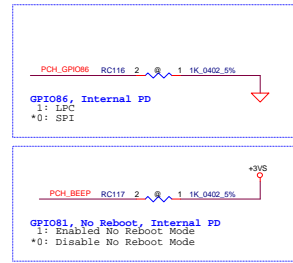 PCH_GPIO86 RC116 2 @ 1 1K_0402_5%
GPIO86, Internal PD
1: LPC
*0: SPI
+3VS
PCH_BEEP RC117 2 @ 1 1K_0402_5%
GPIO81, No Reboot, Internal PD
1: Enabled No Reboot Mode
*0: Disable No Reboot Mode